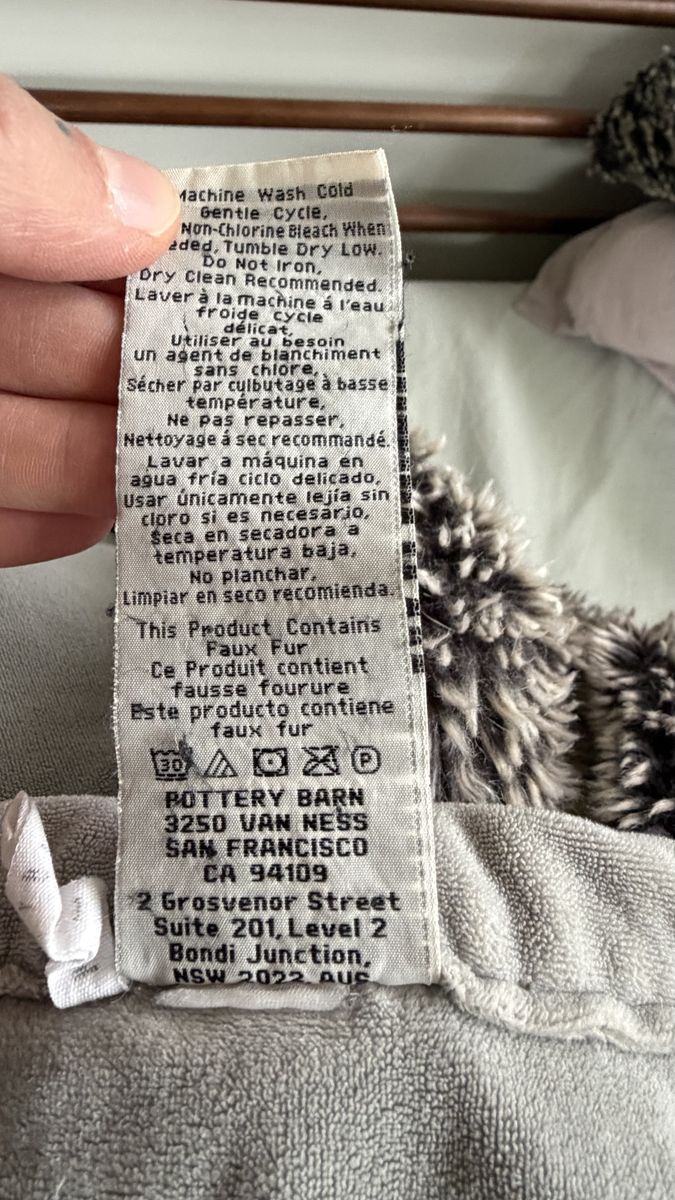 Machine Wash Cold
Gentle Cycle,
Non-Chlorine Bleach When
eded, Tumble Dry Low.
Do Not Iron,
Dry Clean Recommended.
Laver à la machine á l'eau
froide cycle
délicat,
Utiliser au besoin
un agent de blanchiment
sans chlore,
Sécher par culbutage à basse
température,
Ne pas repasser,
Nettoyage á sec recommandé.
Lavar a máquina en
agua fría ciclo delicado,
Usar únicamente lejía sin
cloro si es necesario,
Seca en secadora a
temperatura baja,
No planchar,
Limpiar en seco recomienda.
This Product Contains
Faux Fur
Ce Produit contient
fausse fourure
Este producto contiene
faux fur
30 P
POTTERY BARN
3250 VAN NESS
SAN FRANCISCO
CA 94109
2 Grosvenor Street
Suite 201, Level 2
Bondi Junction,
NSW 2022 AUS